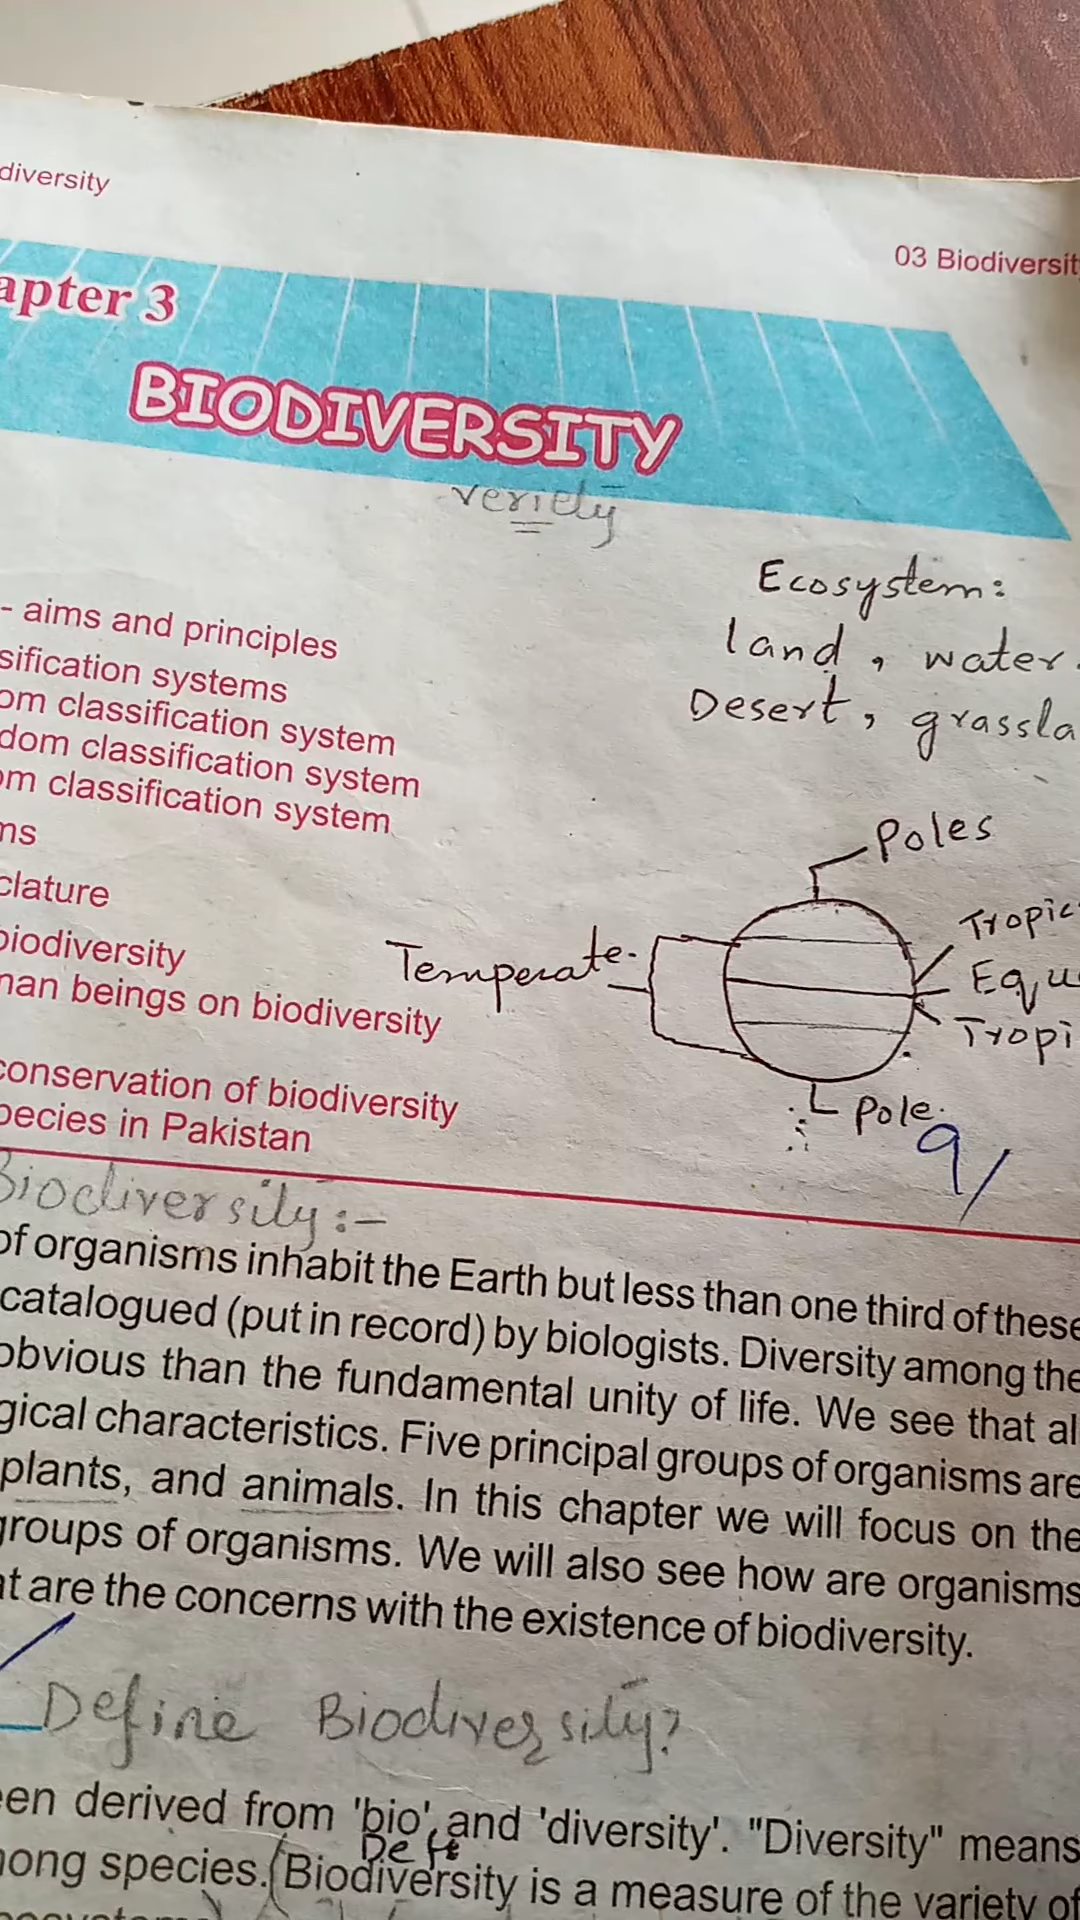 diversity
03 Biodiversit
apter 3
BIODIVERSITY
veriety
Ecosystem:
land, water.
Desert, grassla
- aims and principles
sification systems
om classification system
dom classification system
om classification system
ms
clature
biodiversity
man beings on biodiversity
conservation of biodiversity
pecies in Pakistan
Poles
Tropic
Temperate.
Equ
Tropi
Pole.
9/
Biodiversity:-
of organisms inhabit the Earth but less than one third of these
catalogued (put in record) by biologists. Diversity among the
obvious than the fundamental unity of life. We see that al
gical characteristics. Five principal groups of organisms are
plants, and animals. In this chapter we will focus on the
groups of organisms. We will also see how are organisms
at are the concerns with the existence of biodiversity.
Define Biodiversity?
een derived from 'bio' and 'diversity'. "Diversity" means
mong species. (Biodiversity is a measure of the variety of